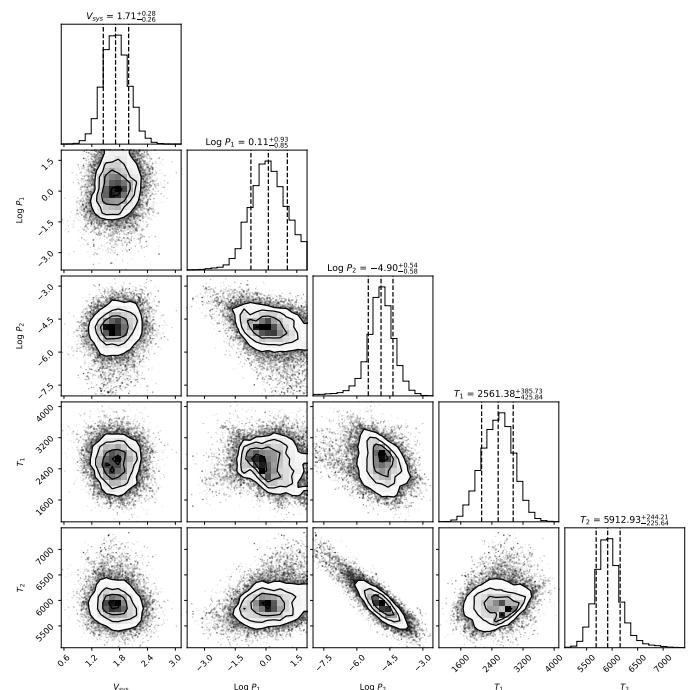 V_sys = 1.71 +0.28 −0.26
Log P_1 = 0.11 +0.93 −0.85
1.5
0.0
−1.5
−3.0
Log P_1
Log P_2 = −4.90 +0.54 −0.58
−3.0
−4.5
−6.0
−7.5
Log P_2
T_1 = 2561.38 +385.73 −425.84
4000
3200
2400
1600
T_1
T_2 = 5912.93 +244.21 −225.64
7000
6500
6000
5500
T_2
0.6 1.2 1.8 2.4 3.0 −3.0 −1.5 0.0 1.5 −7.5 −6.0 −4.5 −3.0 1600 2400 3200 4000 5500 6000 6500 7000
V_sys Log P_1 Log P_2 T_1 T_2